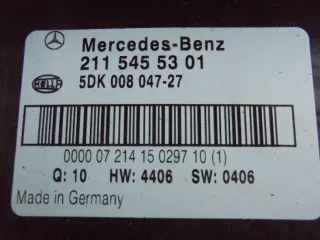 Mercedes-Benz
211 545 53 01
HELLA
5DK 008 047-27
0000 07 214 15 0297 10 (1)
Q: 10 HW: 4406 SW: 0406
Made in Germany